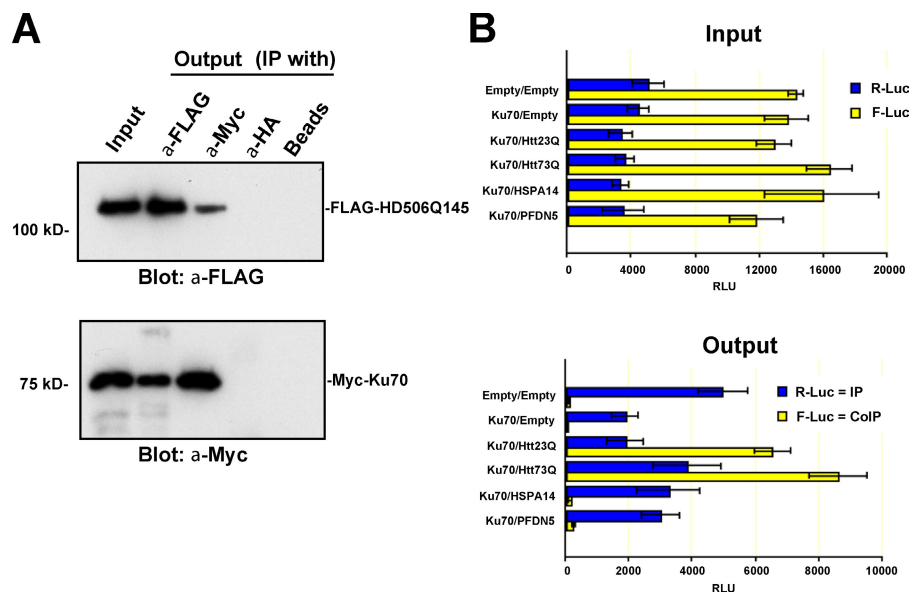 A
Output (IP with)
Input
a-FLAG
a-Myc
a-HA
Beads
-FLAG-HD506Q145
100 kD-
Blot: a-FLAG
75 kD-
-Myc-Ku70
Blot: a-Myc
B
Input
Empty/Empty
Ku70/Empty
Ku70/Htt23Q
Ku70/Htt73Q
Ku70/HSPA14
Ku70/PFDN5
R-Luc
F-Luc
0 4000 8000 12000 16000 20000
RLU
Output
Empty/Empty
Ku70/Empty
Ku70/Htt23Q
Ku70/Htt73Q
Ku70/HSPA14
Ku70/PFDN5
R-Luc = IP
F-Luc = CoIP
0 2000 4000 6000 8000 10000
RLU